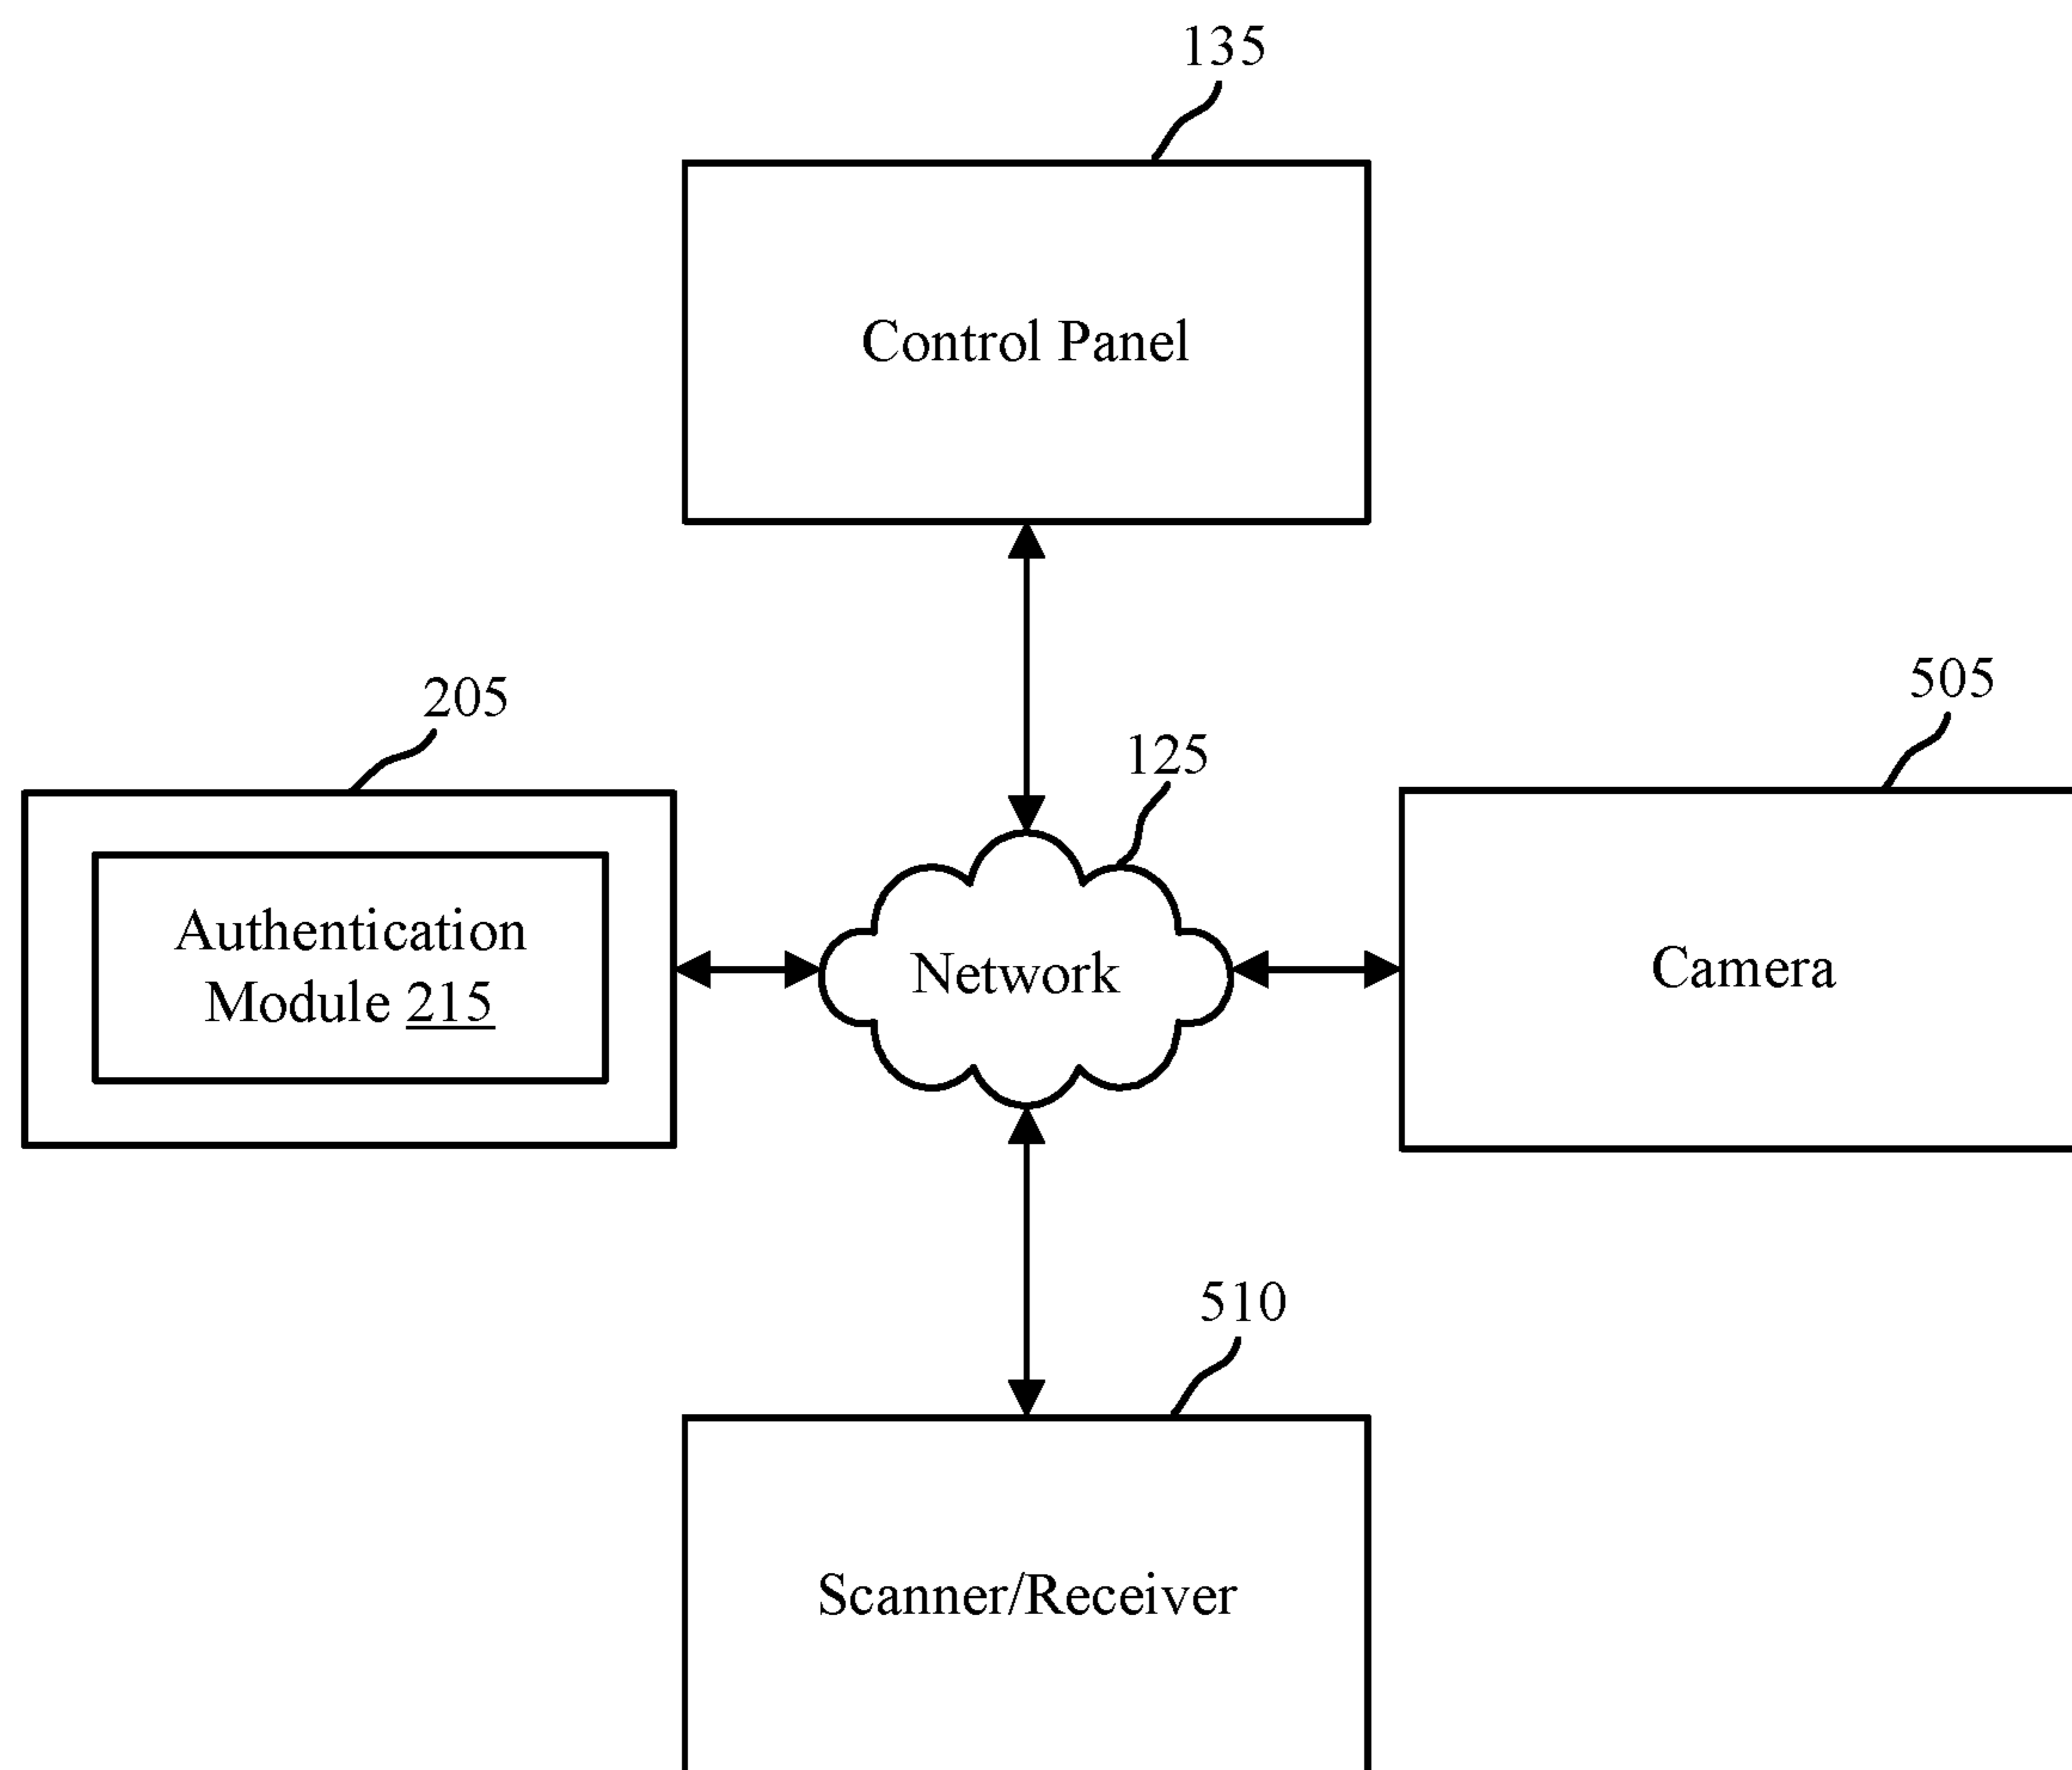 135
Control Panel
205
505
125
Authentication
Module 215
Network
Camera
510
Scanner/Receiver